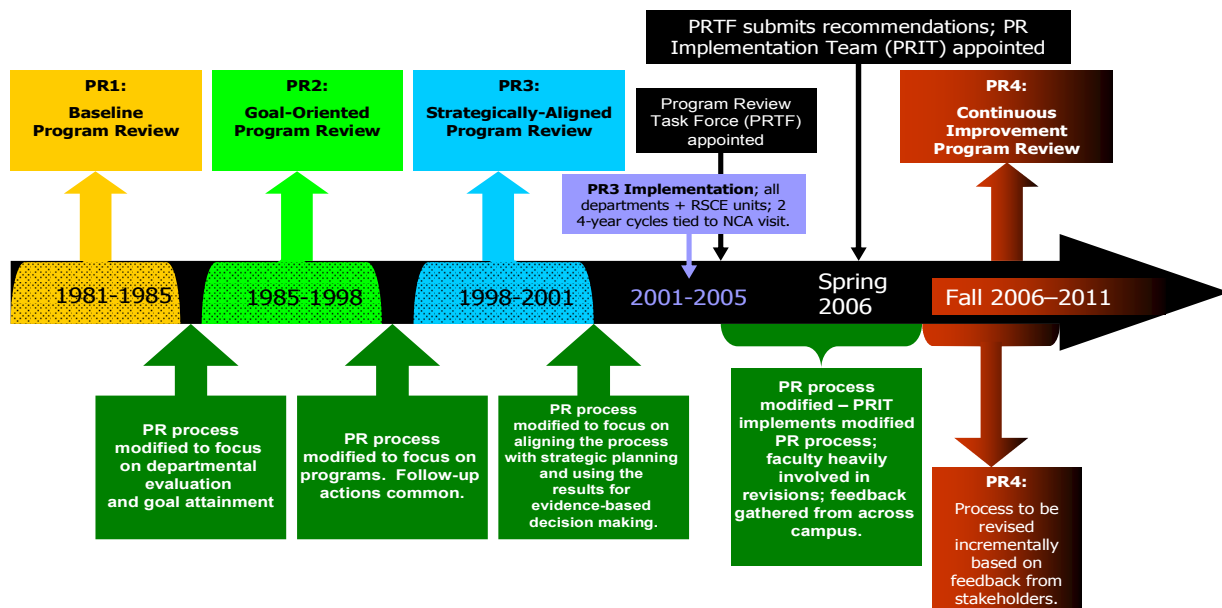 PRTF submits recommendations; PR
Implementation Team (PRIT) appointed
PR1:
Baseline
Program Review
PR2:
Goal-Oriented
Program Review
PR3:
Strategically-Aligned
Program Review
Program Review
Task Force (PRTF)
appointed
PR4:
Continuous
Improvement
Program Review
PR3 Implementation; all
departments + RSCE units; 2
4-year cycles tied to NCA visit.
1981-1985
1985-1998
1998-2001
2001-2005
Spring
2006
Fall 2006–2011
PR process
modified to focus
on departmental
evaluation
and goal attainment
PR process
modified to focus on
programs.  Follow-up
actions common.
PR process
modified to focus on
aligning the process
with strategic planning
and using the
results for
evidence-based
decision making.
PR process
modified – PRIT
implements modified
PR process;
faculty heavily
involved in
revisions; feedback
gathered from across
campus.
PR4:
Process to be
revised
incrementally
based on
feedback from
stakeholders.